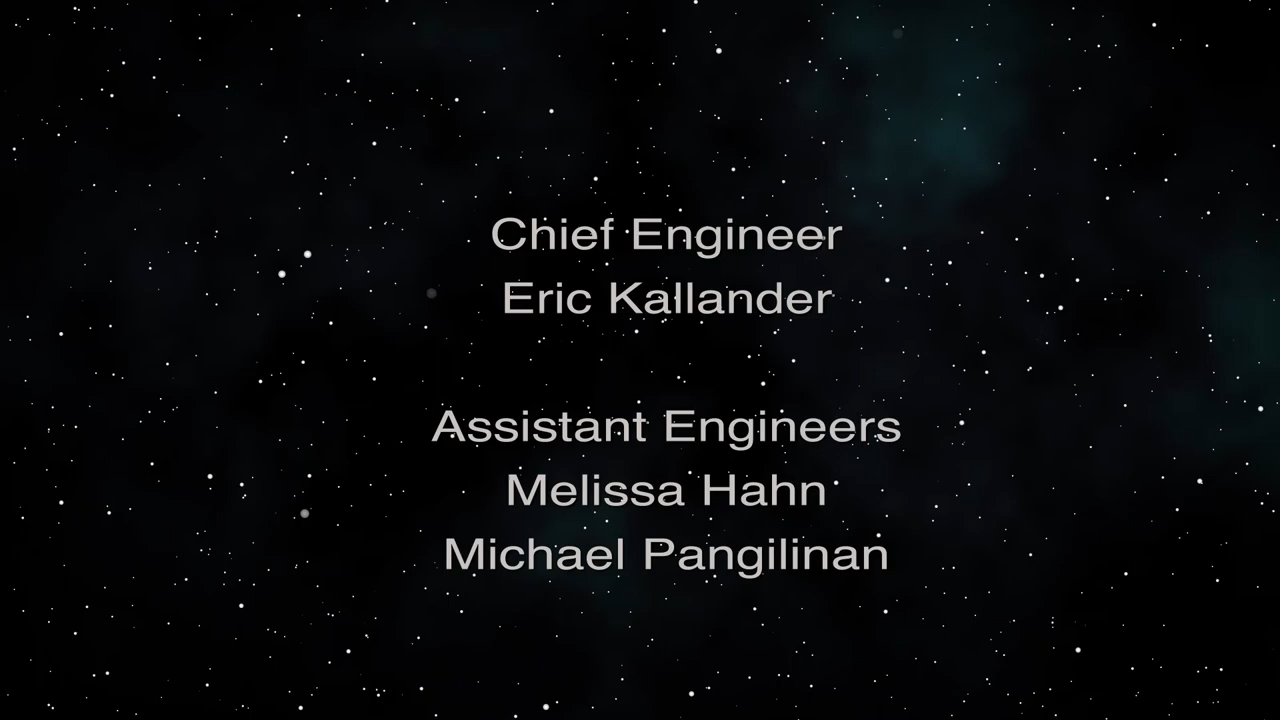 Chief Engineer
Eric Kallander
Assistant Engineers
Melissa Hahn
Michael Pangilinan